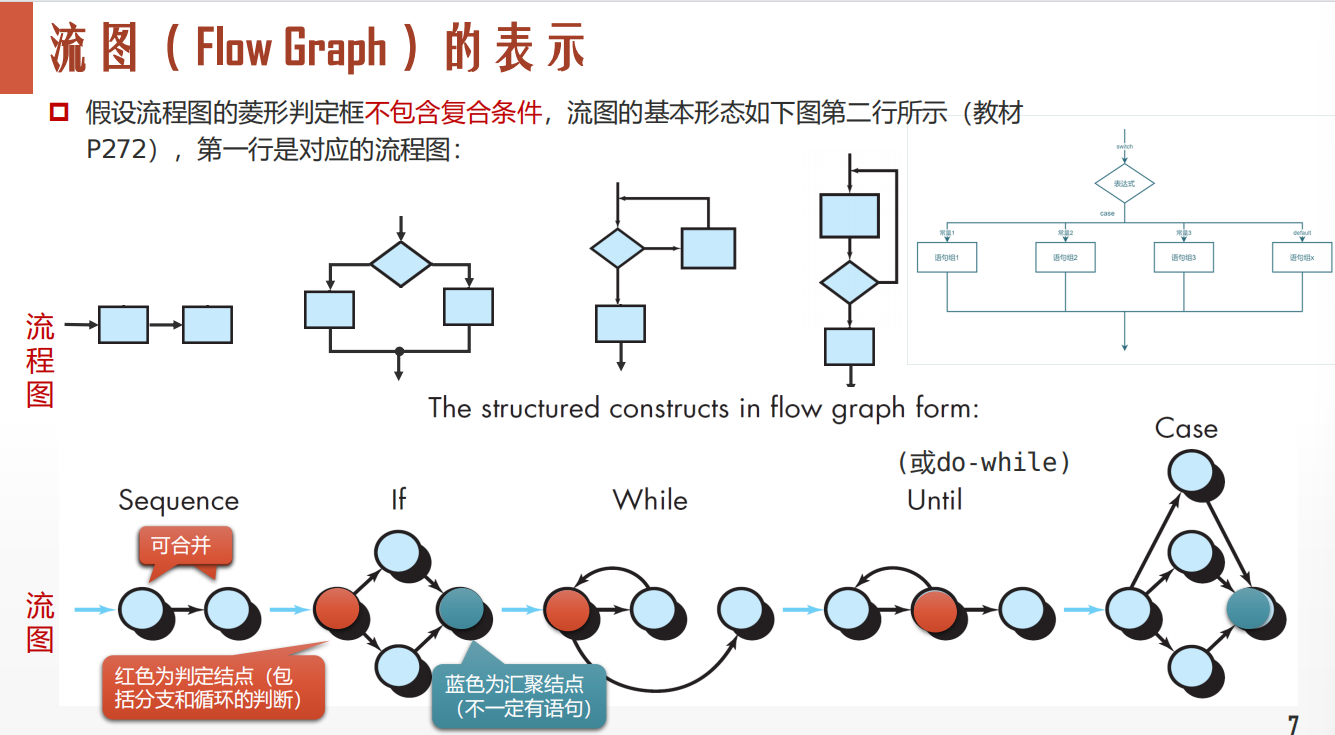 流图（Flow Graph）的表示
假设流程图的菱形判定框不包含复合条件，流图的基本形态如下图第二行所示（教材
P272），第一行是对应的流程图：
switch
表达式
case
常量1
常量2
常量3
default
语句组1
语句组2
语句组3
语句组x
流
程
图
The structured constructs in flow graph form:
Case
(或do-while)
Sequence
If
While
Until
可合并
流
图
红色为判定结点（包
括分支和循环的判断）
蓝色为汇聚结点
（不一定有语句）
7